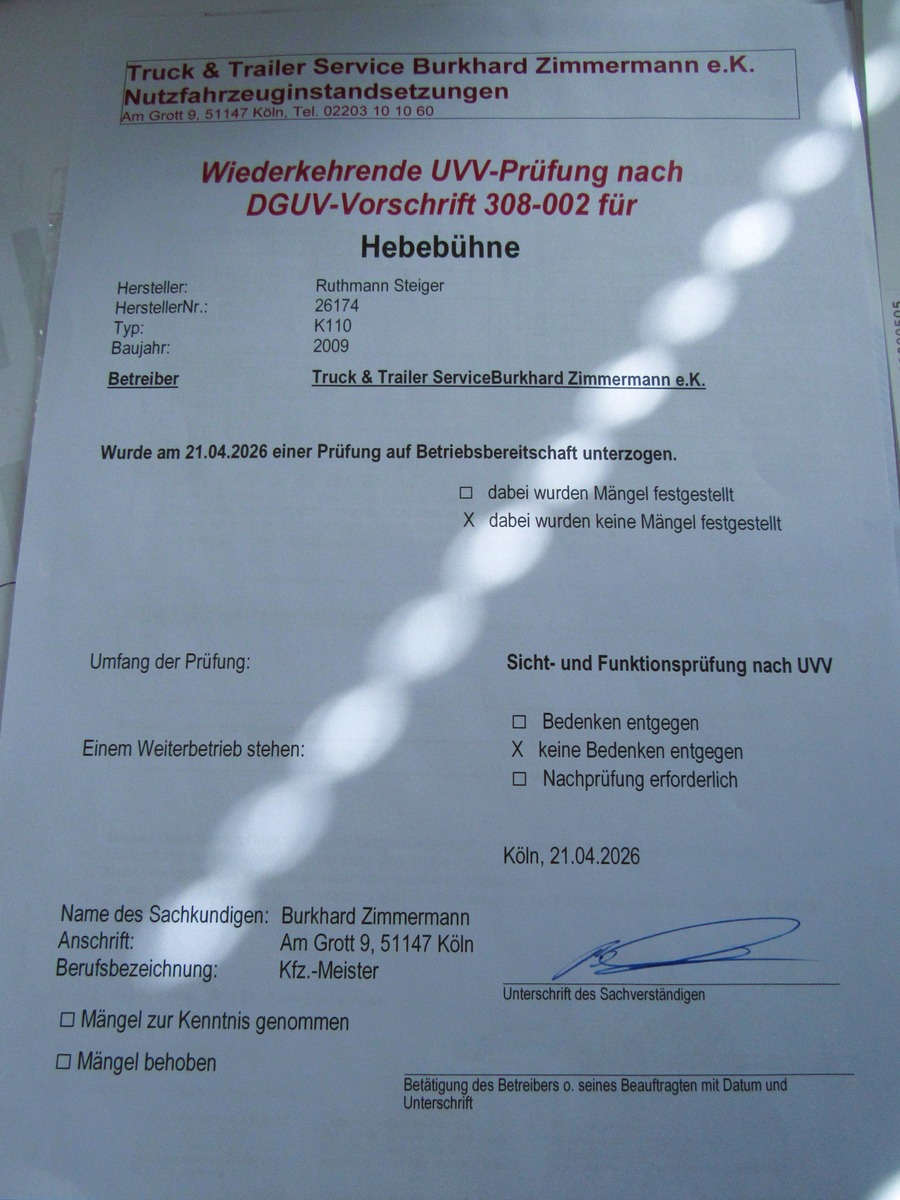 Truck & Trailer Service Burkhard Zimmermann e.K.
Nutzfahrzeuginstandsetzungen
Am Grott 9, 51147 Köln, Tel. 02203 10 10 60
Wiederkehrende UVV-Prüfung nach
DGUV-Vorschrift 308-002 für
Hebebühne
Hersteller: Ruthmann Steiger
HerstellerNr.: 26174
Typ: K110
Baujahr: 2009
Betreiber Truck & Trailer ServiceBurkhard Zimmermann e.K.
Wurde am 21.04.2026 einer Prüfung auf Betriebsbereitschaft unterzogen.
☐ dabei wurden Mängel festgestellt
X dabei wurden keine Mängel festgestellt
Umfang der Prüfung: Sicht- und Funktionsprüfung nach UVV
☐ Bedenken entgegen
Einem Weiterbetrieb stehen: X keine Bedenken entgegen
☐ Nachprüfung erforderlich
Köln, 21.04.2026
Name des Sachkundigen: Burkhard Zimmermann
Anschrift: Am Grott 9, 51147 Köln
Berufsbezeichnung: Kfz.-Meister
Unterschrift des Sachverständigen
☐ Mängel zur Kenntnis genommen
☐ Mängel behoben
Betätigung des Betreibers o. seines Beauftragten mit Datum und
Unterschrift